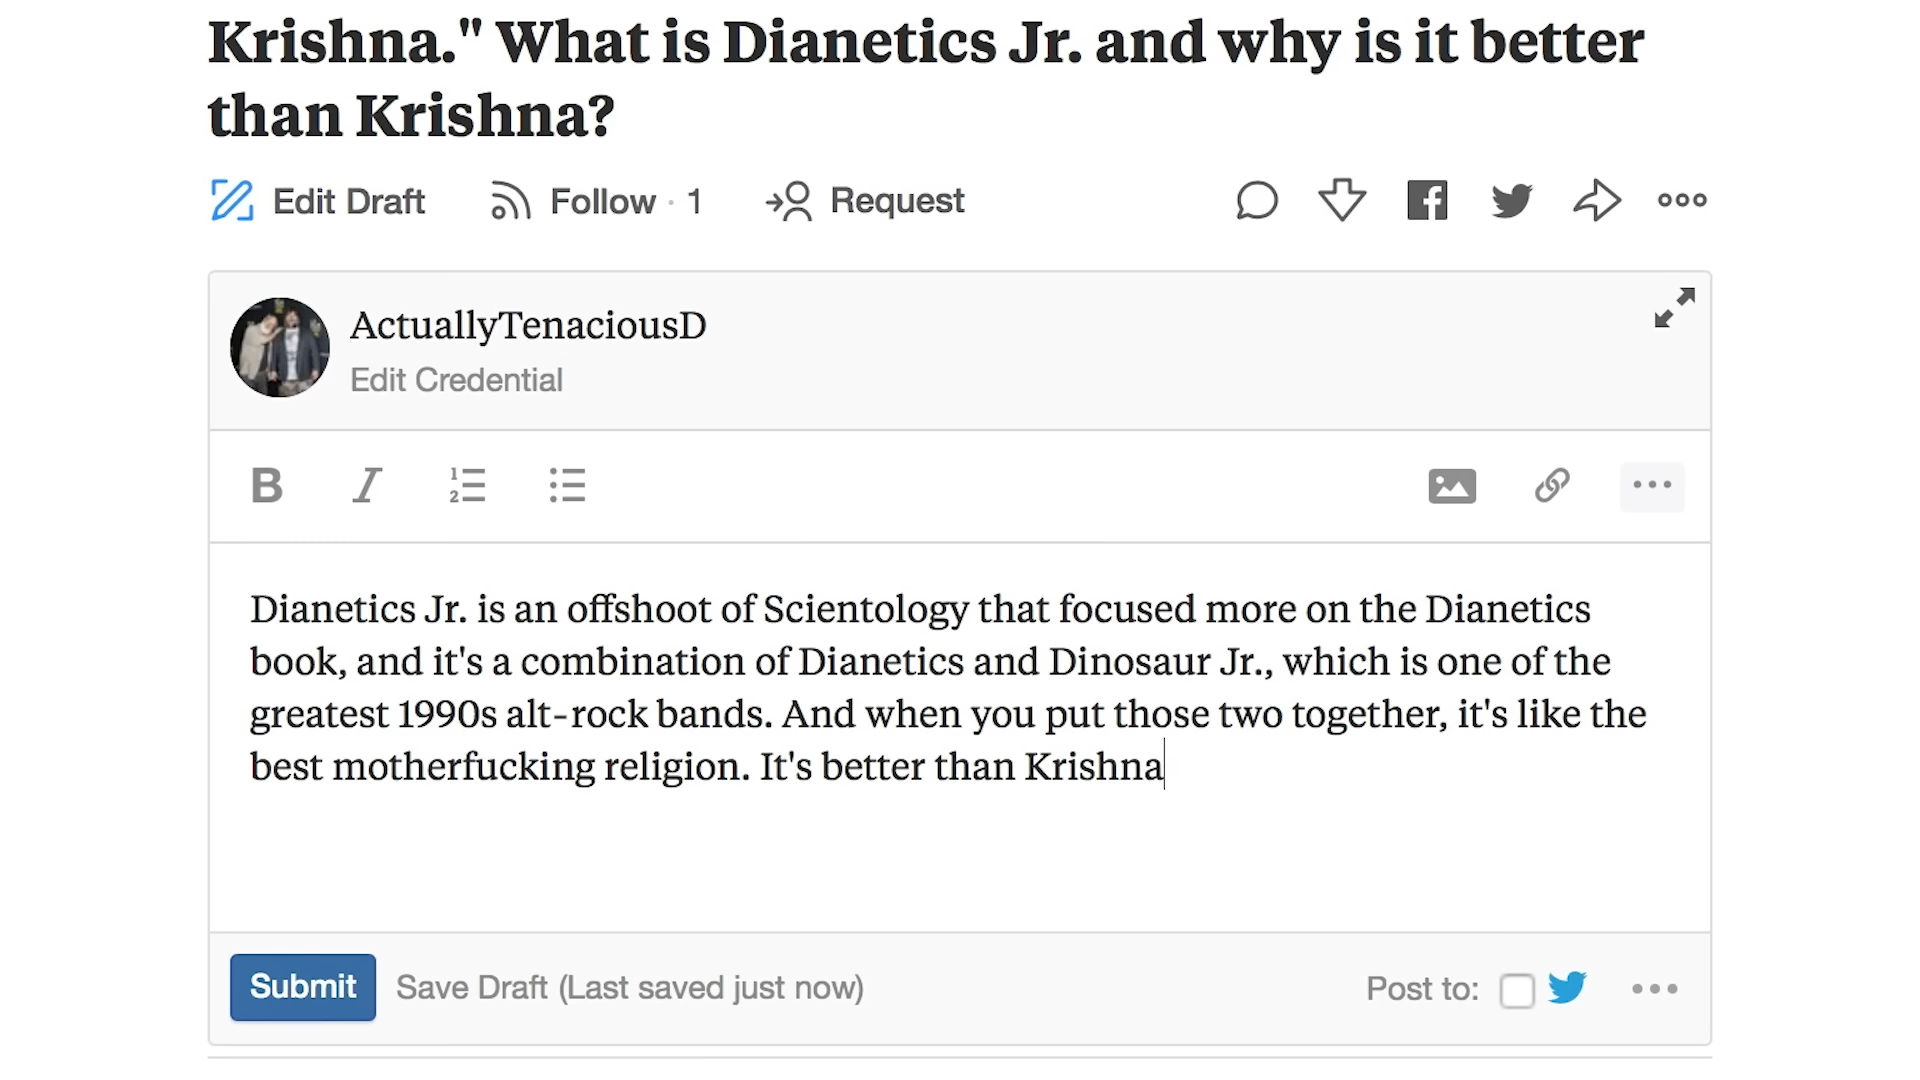 Krishna." What is Dianetics Jr. and why is it better
than Krishna?
Edit Draft Follow · 1 Request
ActuallyTenaciousD
Edit Credential
B I
Dianetics Jr. is an offshoot of Scientology that focused more on the Dianetics
book, and it's a combination of Dianetics and Dinosaur Jr., which is one of the
greatest 1990s alt-rock bands. And when you put those two together, it's like the
best motherfucking religion. It's better than Krishna
Submit Save Draft (Last saved just now) Post to: